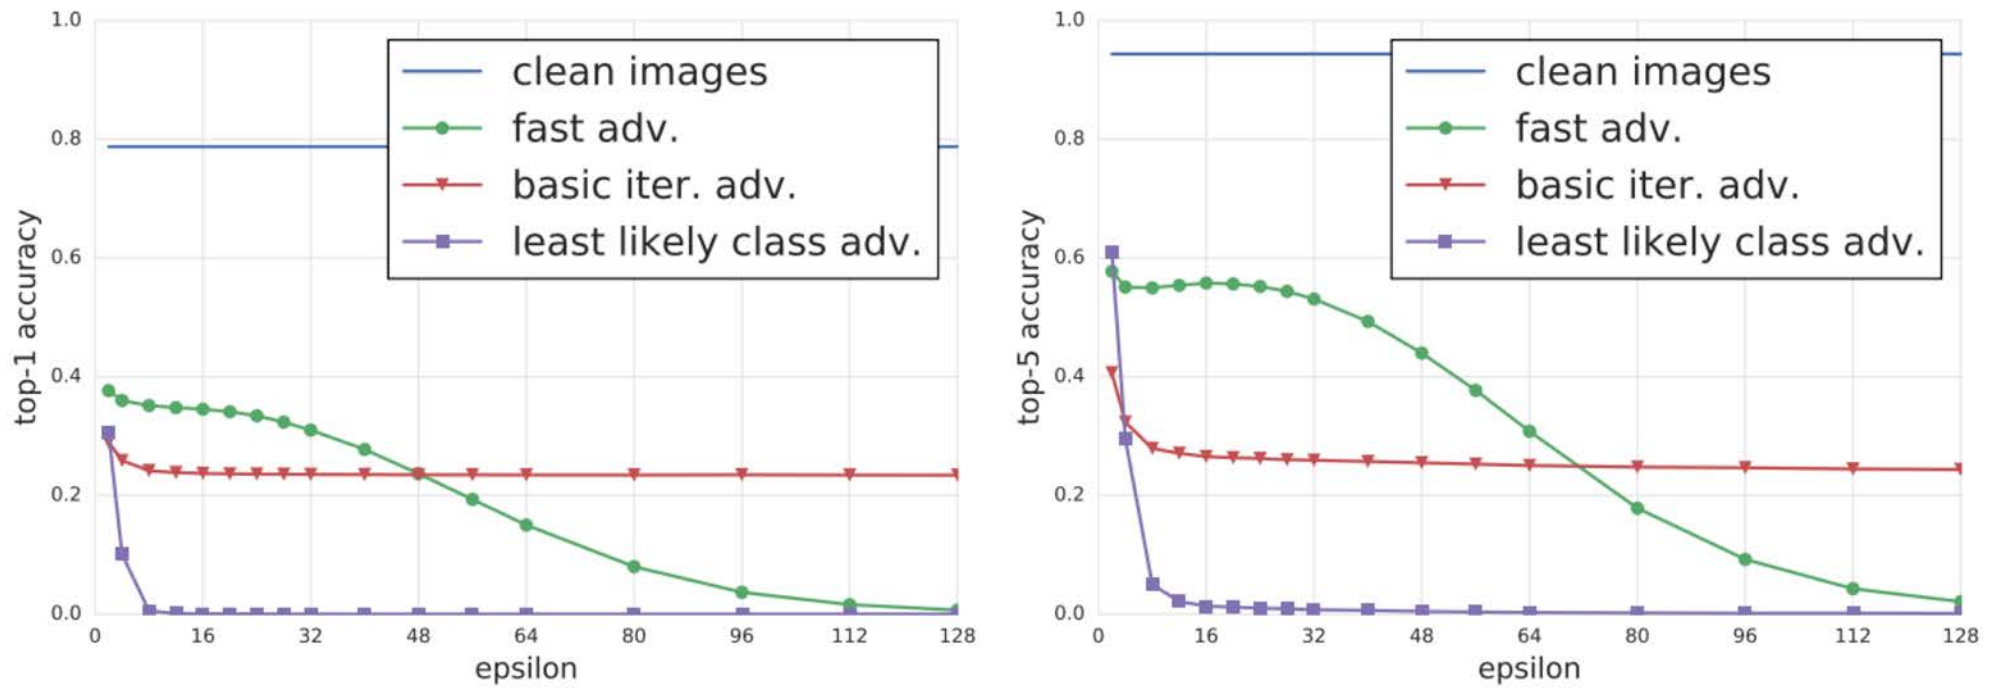 1.0
0.8
0.6
0.4
0.2
0.0
top-1 accuracy
clean images
fast adv.
basic iter. adv.
least likely class adv.
0 16 32 48 64 80 96 112 128
epsilon
1.0
0.8
0.6
0.4
0.2
0.0
top-5 accuracy
clean images
fast adv.
basic iter. adv.
least likely class adv.
0 16 32 48 64 80 96 112 128
epsilon